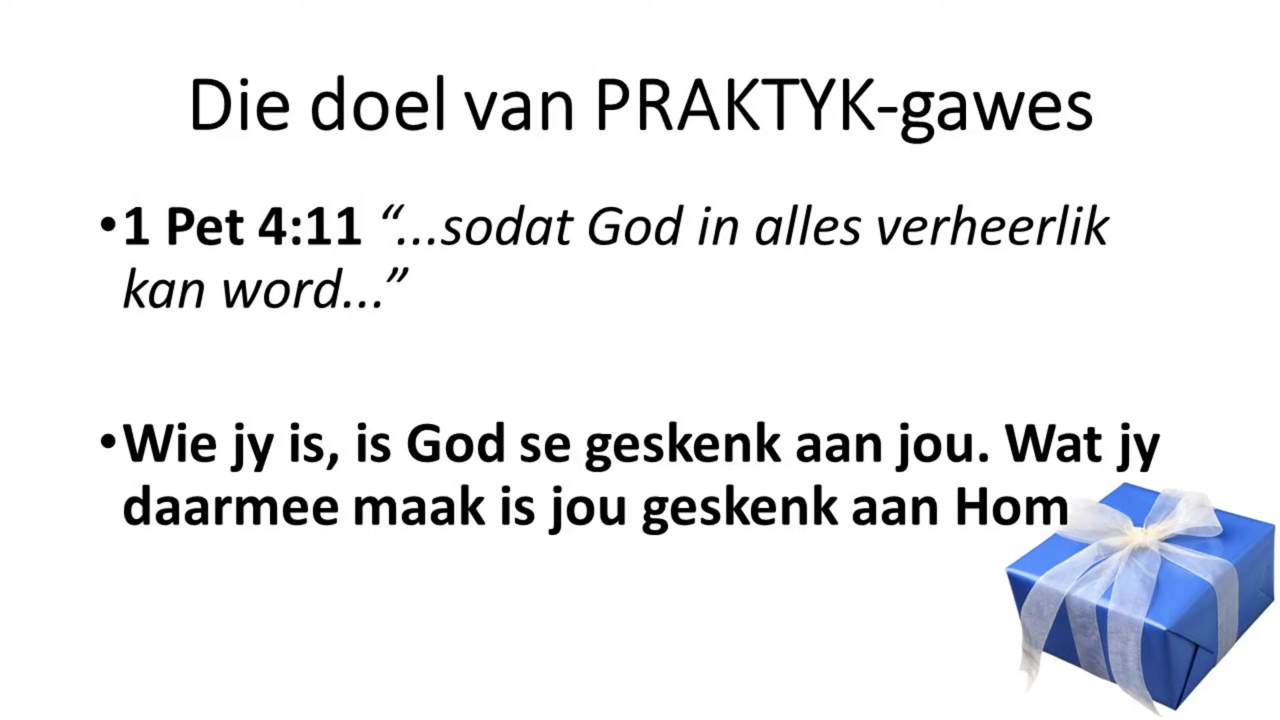 Die doel van PRAKTYK-gawes
•1 Pet 4:11 “...sodat God in alles verheerlik
kan word...”
•Wie jy is, is God se geskenk aan jou. Wat jy
daarmee maak is jou geskenk aan Hom